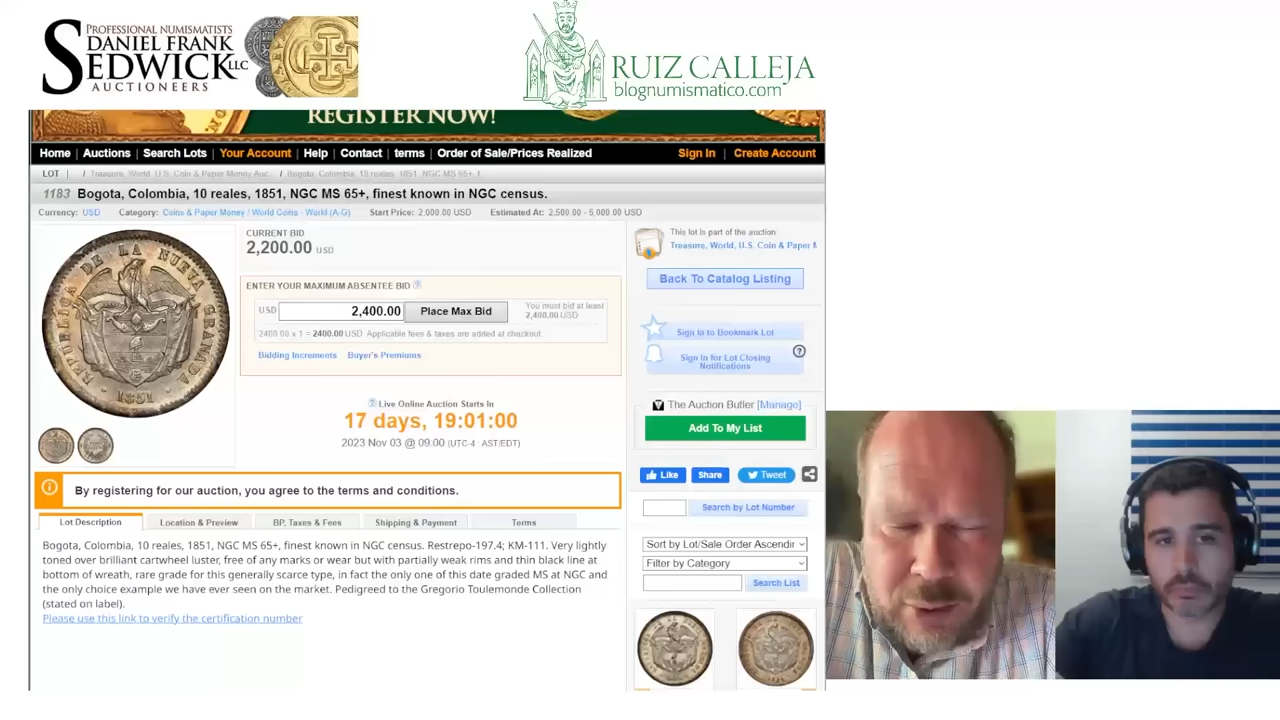 PROFESSIONAL NUMISMATISTS
DANIEL FRANK
SEDWICK LLC
AUCTIONEERS
RUIZ CALLEJA
blognumismatico.com
REGISTER NOW!
Home | Auctions | Search Lots | Your Account | Help | Contact | terms | Order of Sale/Prices Realized
Sign In | Create Account
LOT | / Treasure, World, U.S. Coin & Paper Money Auc... / Bogota, Colombia, 10 reales, 1851, NGC MS 65+, f...
1183 Bogota, Colombia, 10 reales, 1851, NGC MS 65+, finest known in NGC census.
Currency: USD Category: Coins & Paper Money / World Coins - World (A-G) Start Price: 2,000.00 USD Estimated At: 2,500.00 - 5,000.00 USD
REPUBLICA DE LA NUEVA GRANADA
1851
CURRENT BID
2,200.00 USD
ENTER YOUR MAXIMUM ABSENTEE BID ?
USD 2,400.00 Place Max Bid
You must bid at least
2,400.00 USD
2400.00 x 1 = 2400.00 USD Applicable fees & taxes are added at checkout.
Bidding Increments Buyer's Premiums
? Live Online Auction Starts In
17 days, 19:01:00
2023 Nov 03 @ 09:00 (UTC-4 : AST/EDT)
By registering for our auction, you agree to the terms and conditions.
Lot Description Location & Preview BP, Taxes & Fees Shipping & Payment Terms
Bogota, Colombia, 10 reales, 1851, NGC MS 65+, finest known in NGC census. Restrepo-197.4; KM-111. Very lightly
toned over brilliant cartwheel luster, free of any marks or wear but with partially weak rims and thin black line at
bottom of wreath, rare grade for this generally scarce type, in fact the only one of this date graded MS at NGC and
the only choice example we have ever seen on the market. Pedigreed to the Gregorio Toulemonde Collection
(stated on label).
Please use this link to verify the certification number
This lot is part of the auction:
Treasure, World, U.S. Coin & Paper M
Back To Catalog Listing
Sign In to Bookmark Lot
Sign In for Lot Closing
Notifications
?
The Auction Butler [Manage]
Add To My List
Like Share Tweet
Search by Lot Number
Sort by Lot/Sale Order Ascendin
Filter by Category
Search List